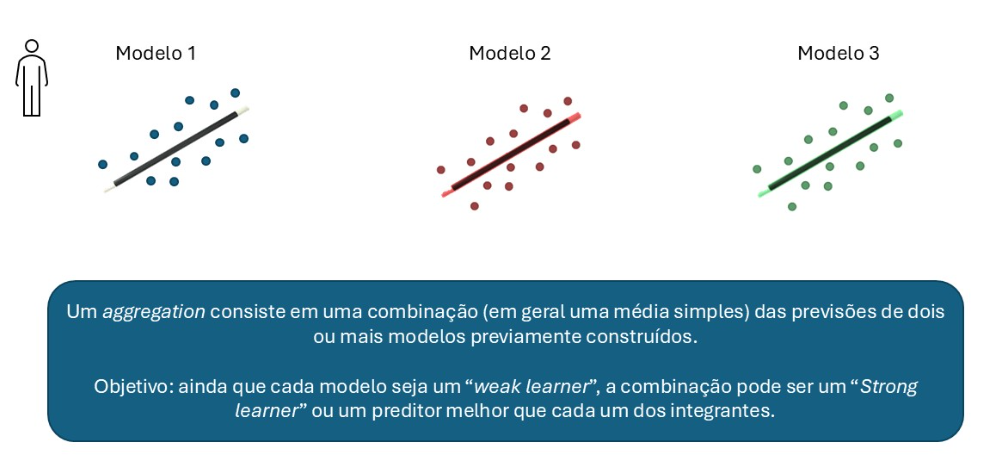 Modelo 1
Modelo 2
Modelo 3
Um aggregation consiste em uma combinação (em geral uma média simples) das previsões de dois
ou mais modelos previamente construídos.
Objetivo: ainda que cada modelo seja um “weak learner”, a combinação pode ser um “Strong
learner” ou um preditor melhor que cada um dos integrantes.